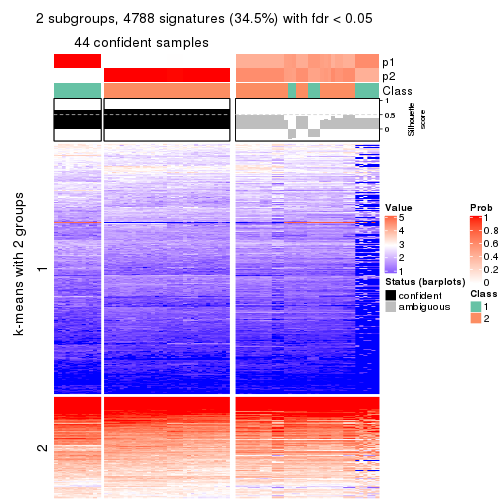 2 subgroups, 4788 signatures (34.5%) with fdr < 0.05
44 confident samples
p1
p2
Class
1
0.5
0
Silhouette
score
k-means with 2 groups
1
2
Value
5
4
3
2
1
Prob
1
0.8
0.6
0.4
0.2
0
Status (barplots)
confident
ambiguous
Class
1
2